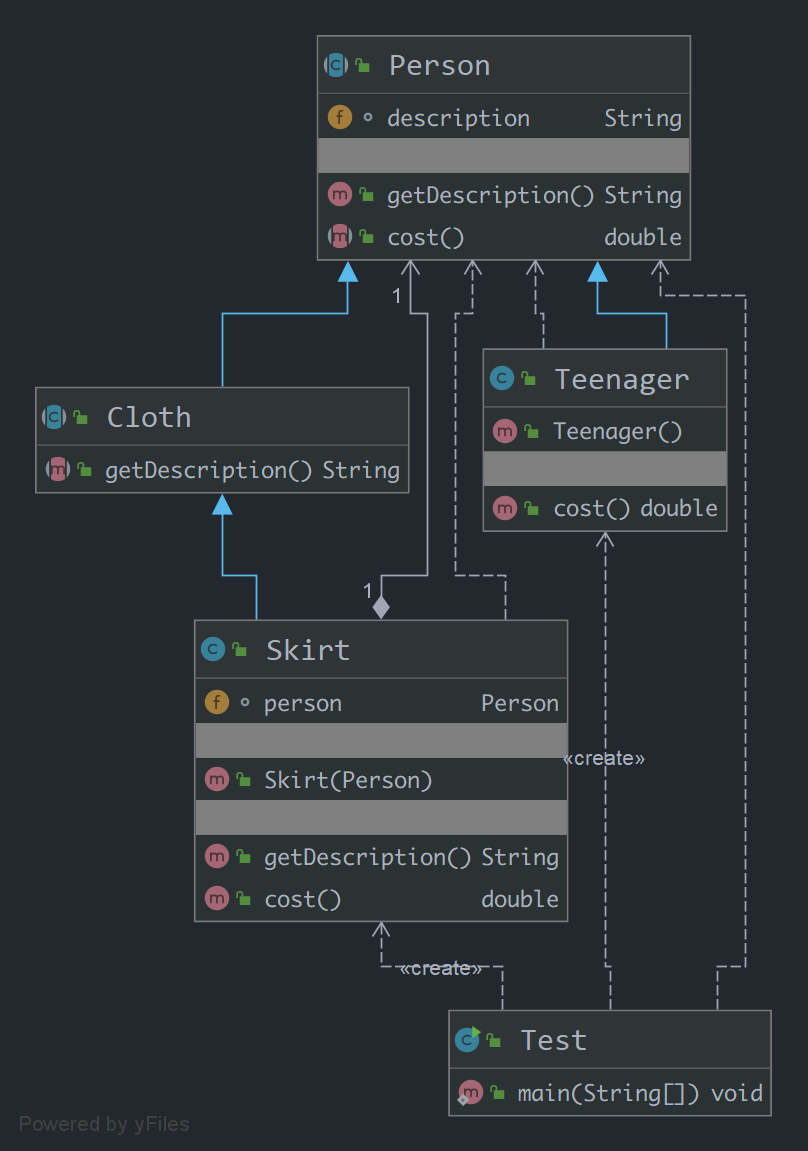 Person
description String
getDescription() String
cost() double
1
Teenager
Teenager()
cost() double
Cloth
getDescription() String
1
Skirt
person Person
Skirt(Person)
getDescription() String
cost() double
«create»
«create»
Test
main(String[]) void
Powered by yFiles